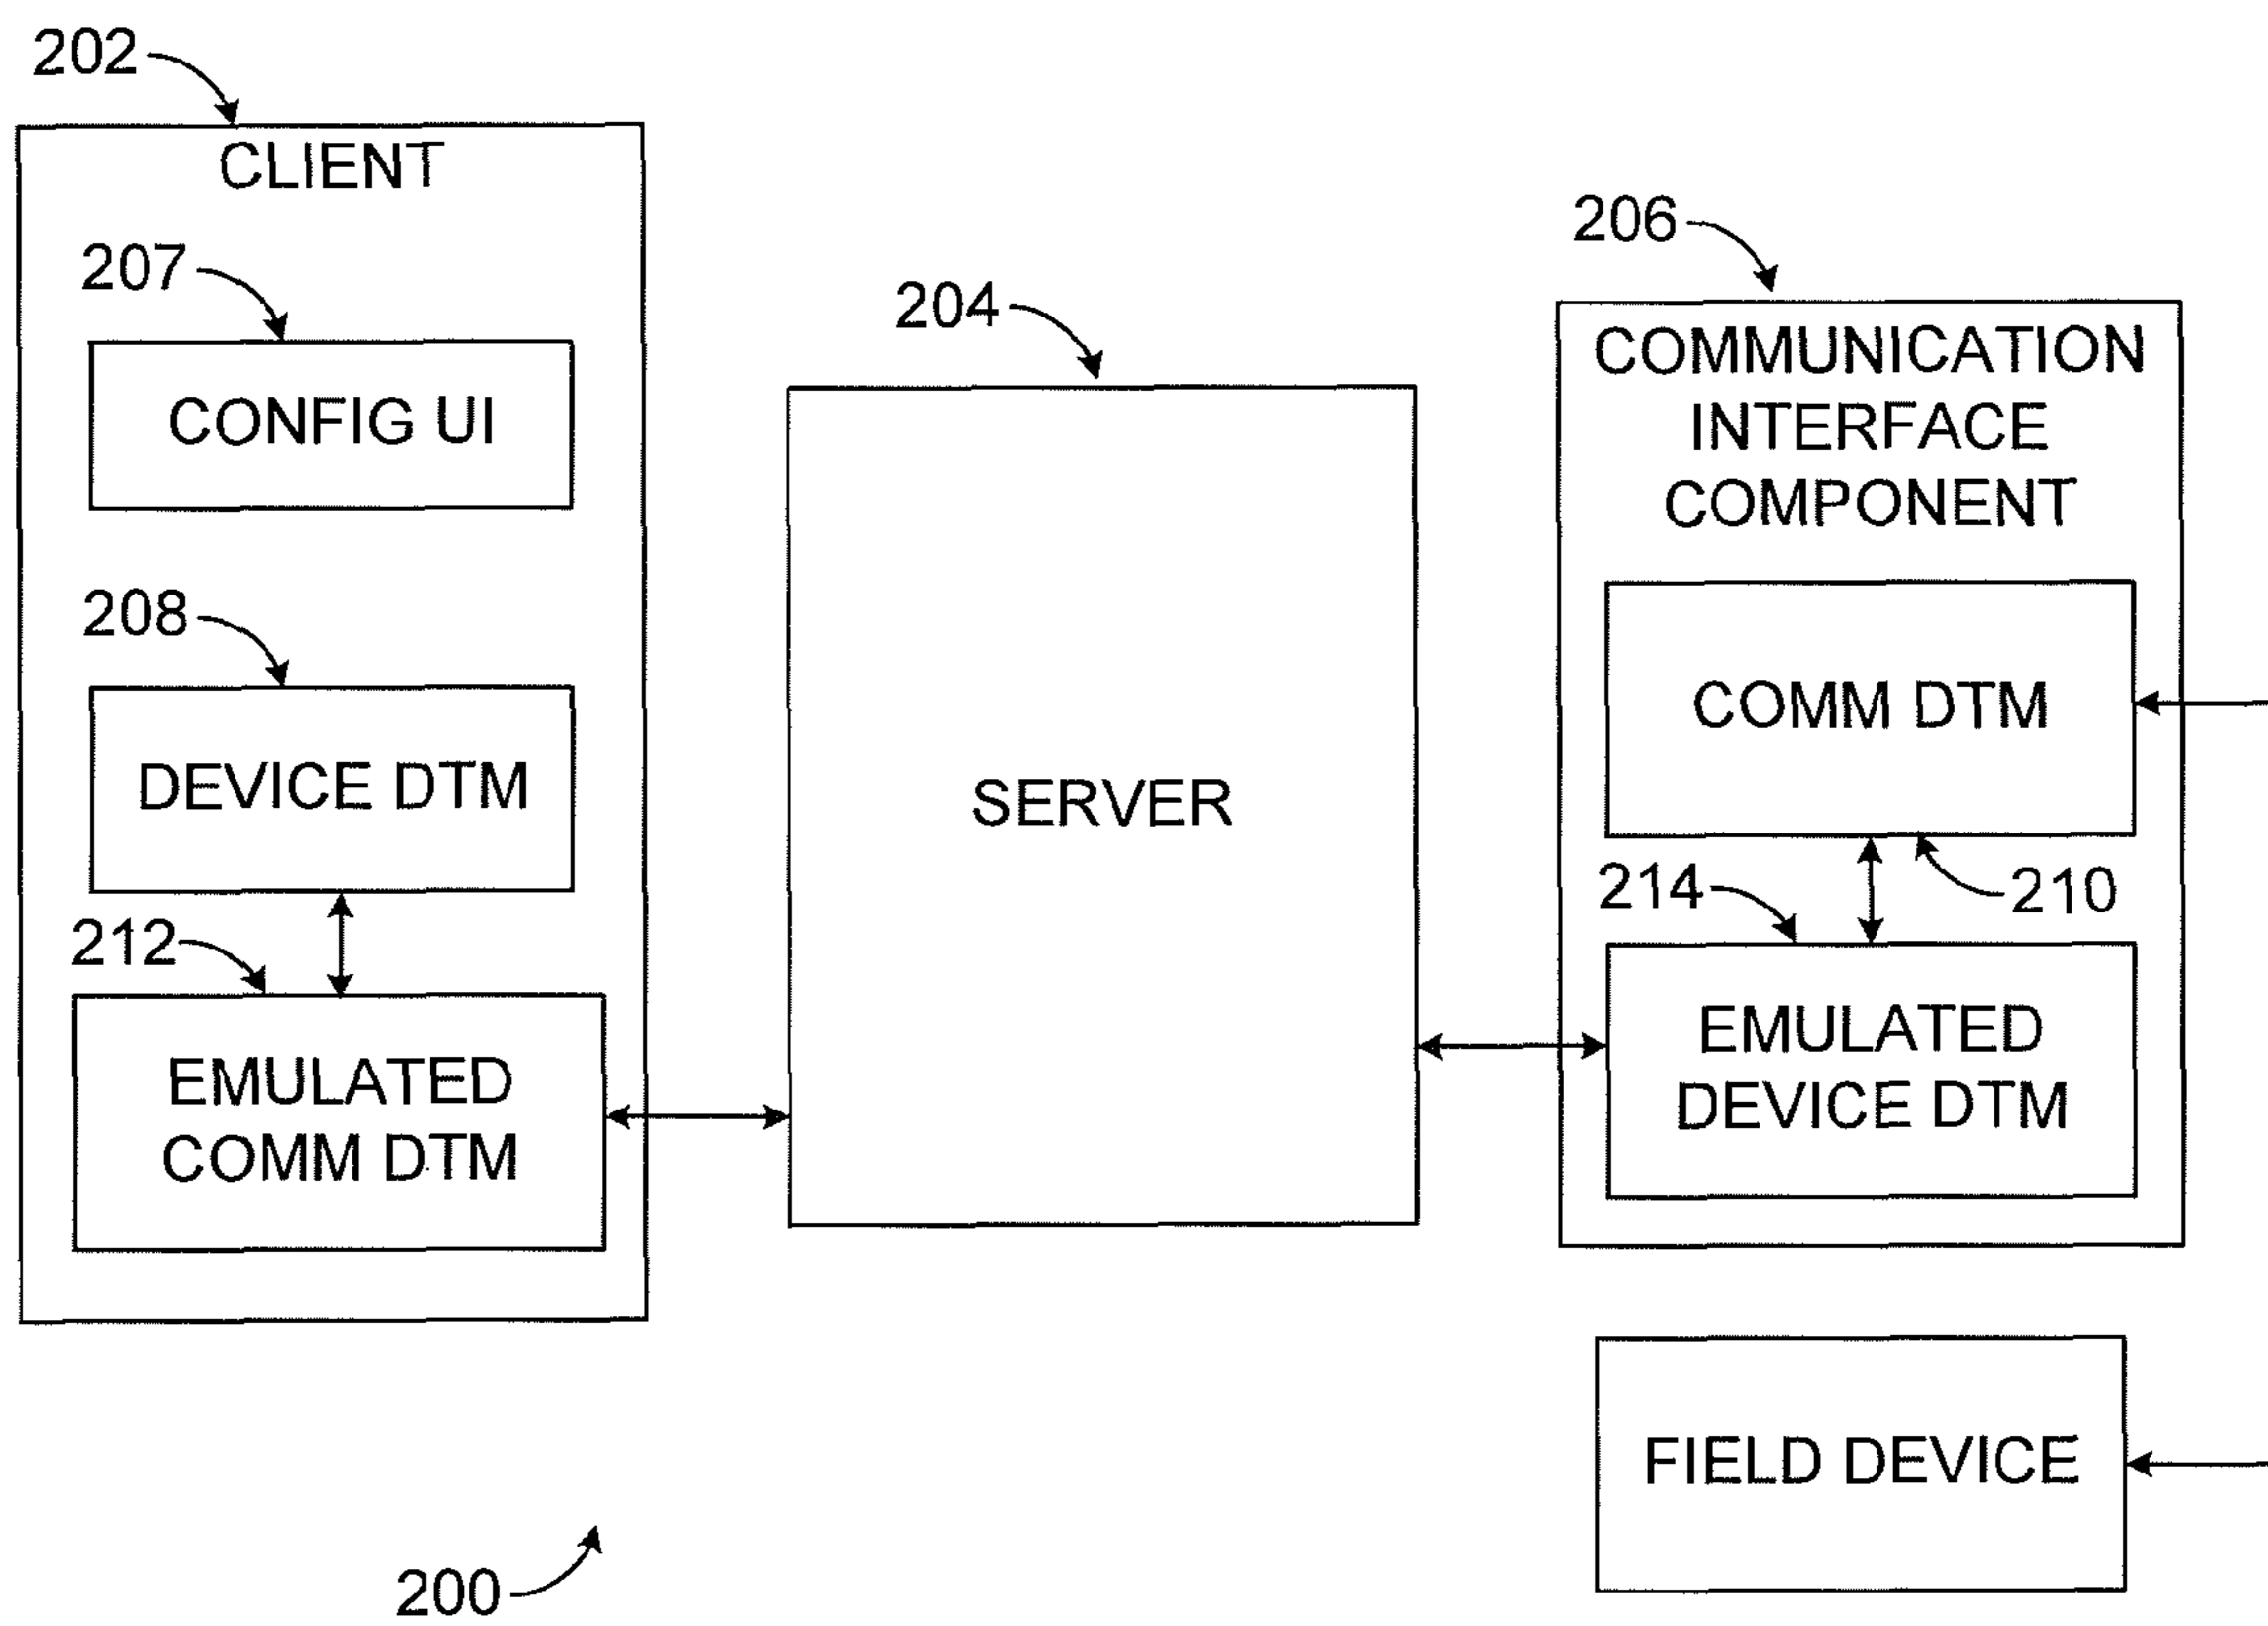 202
CLIENT
207
CONFIG UI
208
DEVICE DTM
212
EMULATED
COMM DTM
204
SERVER
206
COMMUNICATION
INTERFACE
COMPONENT
COMM DTM
214
210
EMULATED
DEVICE DTM
FIELD DEVICE
200